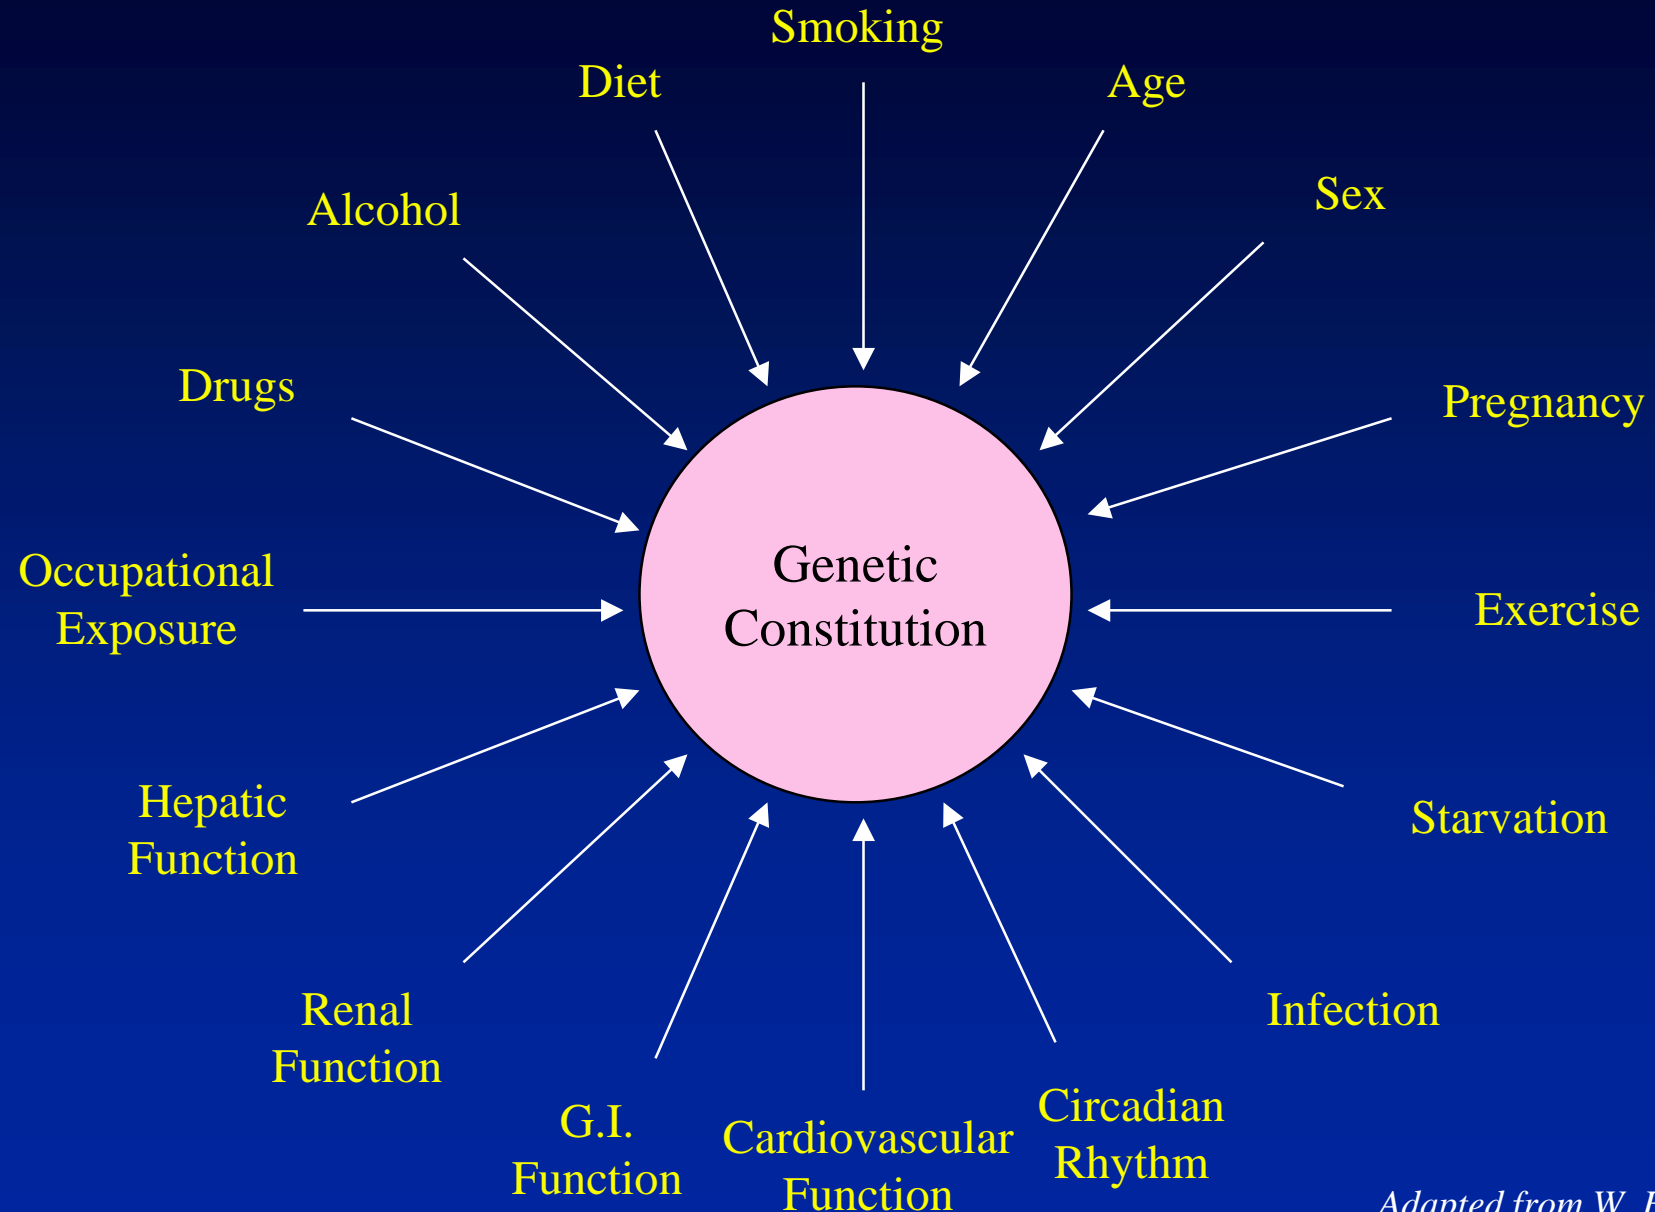 Smoking
Diet
Age
Alcohol
Sex
Drugs
Pregnancy
Occupational
Exposure
Genetic
Constitution
Exercise
Hepatic
Function
Starvation
Renal
Function
Infection
G.I.
Function
Cardiovascular
Function
Circadian
Rhythm
Adapted from W.